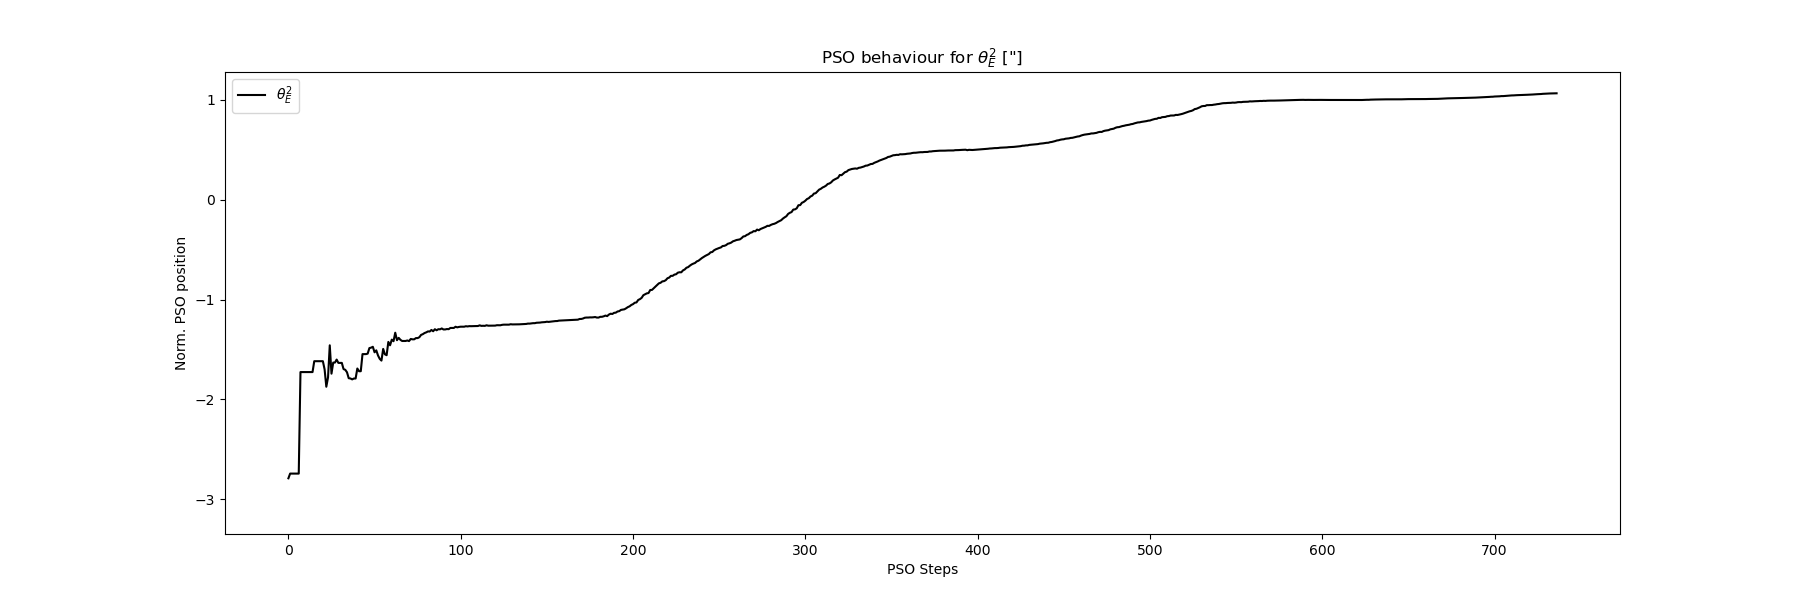 PSO behaviour for θ_E^2 ["]
θ_E^2
Norm. PSO position
1
0
−1
−2
−3
0 100 200 300 400 500 600 700
PSO Steps